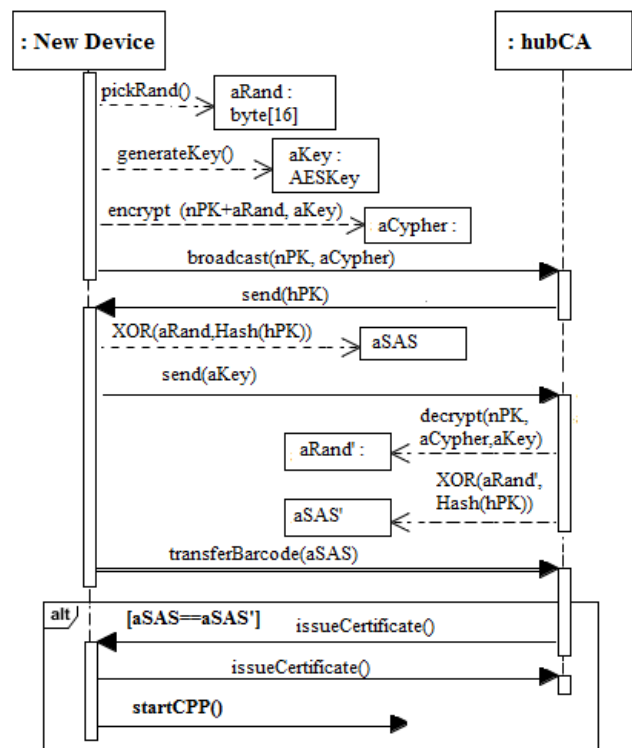 : New Device
: hubCA
pickRand()
aRand :
byte[16]
generateKey()
aKey :
AESKey
encrypt (nPK+aRand, aKey)
aCypher :
broadcast(nPK, aCypher)
send(hPK)
XOR(aRand,Hash(hPK))
aSAS
send(aKey)
decrypt(nPK,
aCypher,aKey)
aRand' :
XOR(aRand',
Hash(hPK))
aSAS'
transferBarcode(aSAS)
alt
[aSAS==aSAS']
issueCertificate()
issueCertificate()
startCPP()